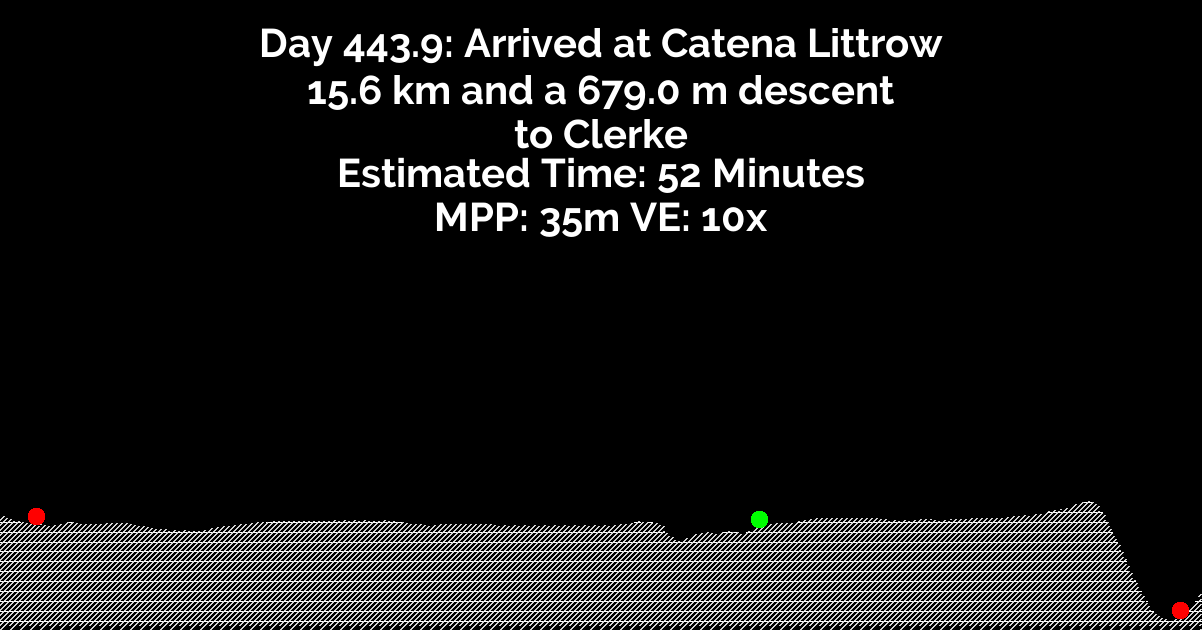 Day 443.9: Arrived at Catena Littrow
15.6 km and a 679.0 m descent
to Clerke
Estimated Time: 52 Minutes
MPP: 35m VE: 10x